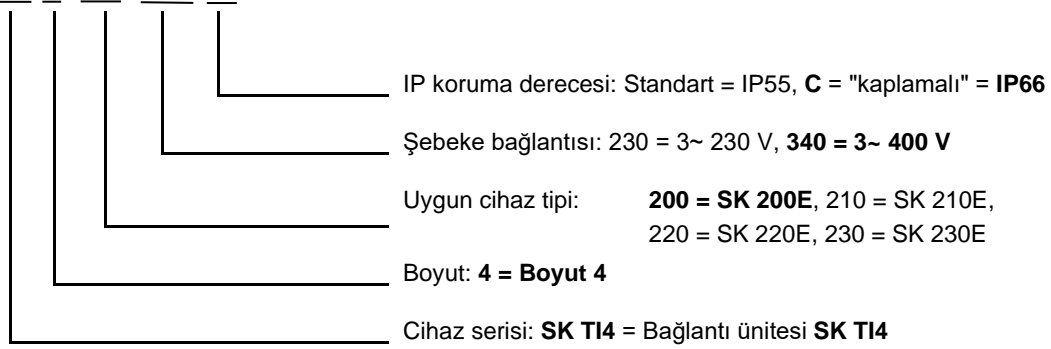 IP koruma derecesi: Standart = IP55, C = "kaplamalı" = IP66
Şebeke bağlantısı: 230 = 3~ 230 V, 340 = 3~ 400 V
Uygun cihaz tipi: 200 = SK 200E, 210 = SK 210E,
220 = SK 220E, 230 = SK 230E
Boyut: 4 = Boyut 4
Cihaz serisi: SK TI4 = Bağlantı ünitesi SK TI4